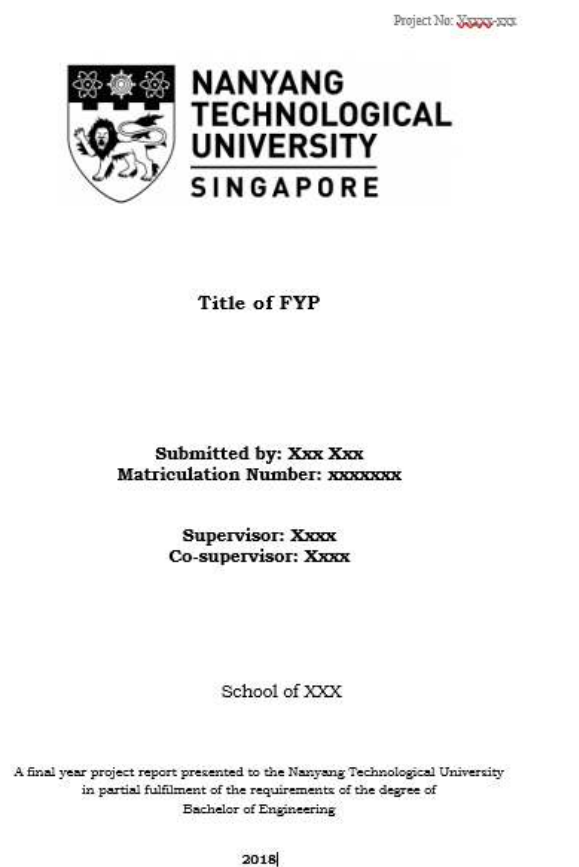 Project No: Xxxxx-xxx
NANYANG
TECHNOLOGICAL
UNIVERSITY
SINGAPORE
Title of FYP
Submitted by: Xxx Xxx
Matriculation Number: xxxxxxx
Supervisor: Xxxx
Co-supervisor: Xxxx
School of XXX
A final year project report presented to the Nanyang Technological University
in partial fulfilment of the requirements of the degree of
Bachelor of Engineering
2018